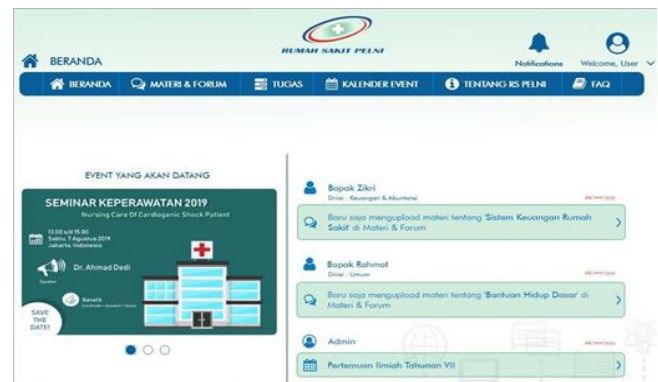 RUMAH SAKIT PELNI
BERANDA
Notifications
Welcome, User
BERANDA
MATERI & FORUM
TUGAS
KALENDER EVENT
TENTANG RS PELNI
FAQ
EVENT YANG AKAN DATANG
SEMINAR KEPERAWATAN 2019
Nursing Care Of Cardiogenic Shock Patient
13.00 s/d 15.00
Sabtu, 7 Agustus 2019
Jakarta, Indonesia
Dr. Ahmad Dedi
Speaker
Benefit
SAVE
THE
DATE!
Bapak Zikri
Divisi : Keuangan & Akuntansi
Baru saja mengupload materi tentang 'Sistem Keuangan Rumah
Sakit' di Materi & Forum
Bapak Rahmat
Divisi : Umum
Baru saja mengupload materi tentang 'Bantuan Hidup Dasar' di
Materi & Forum
Admin
Pertemuan Ilmiah Tahunan VII